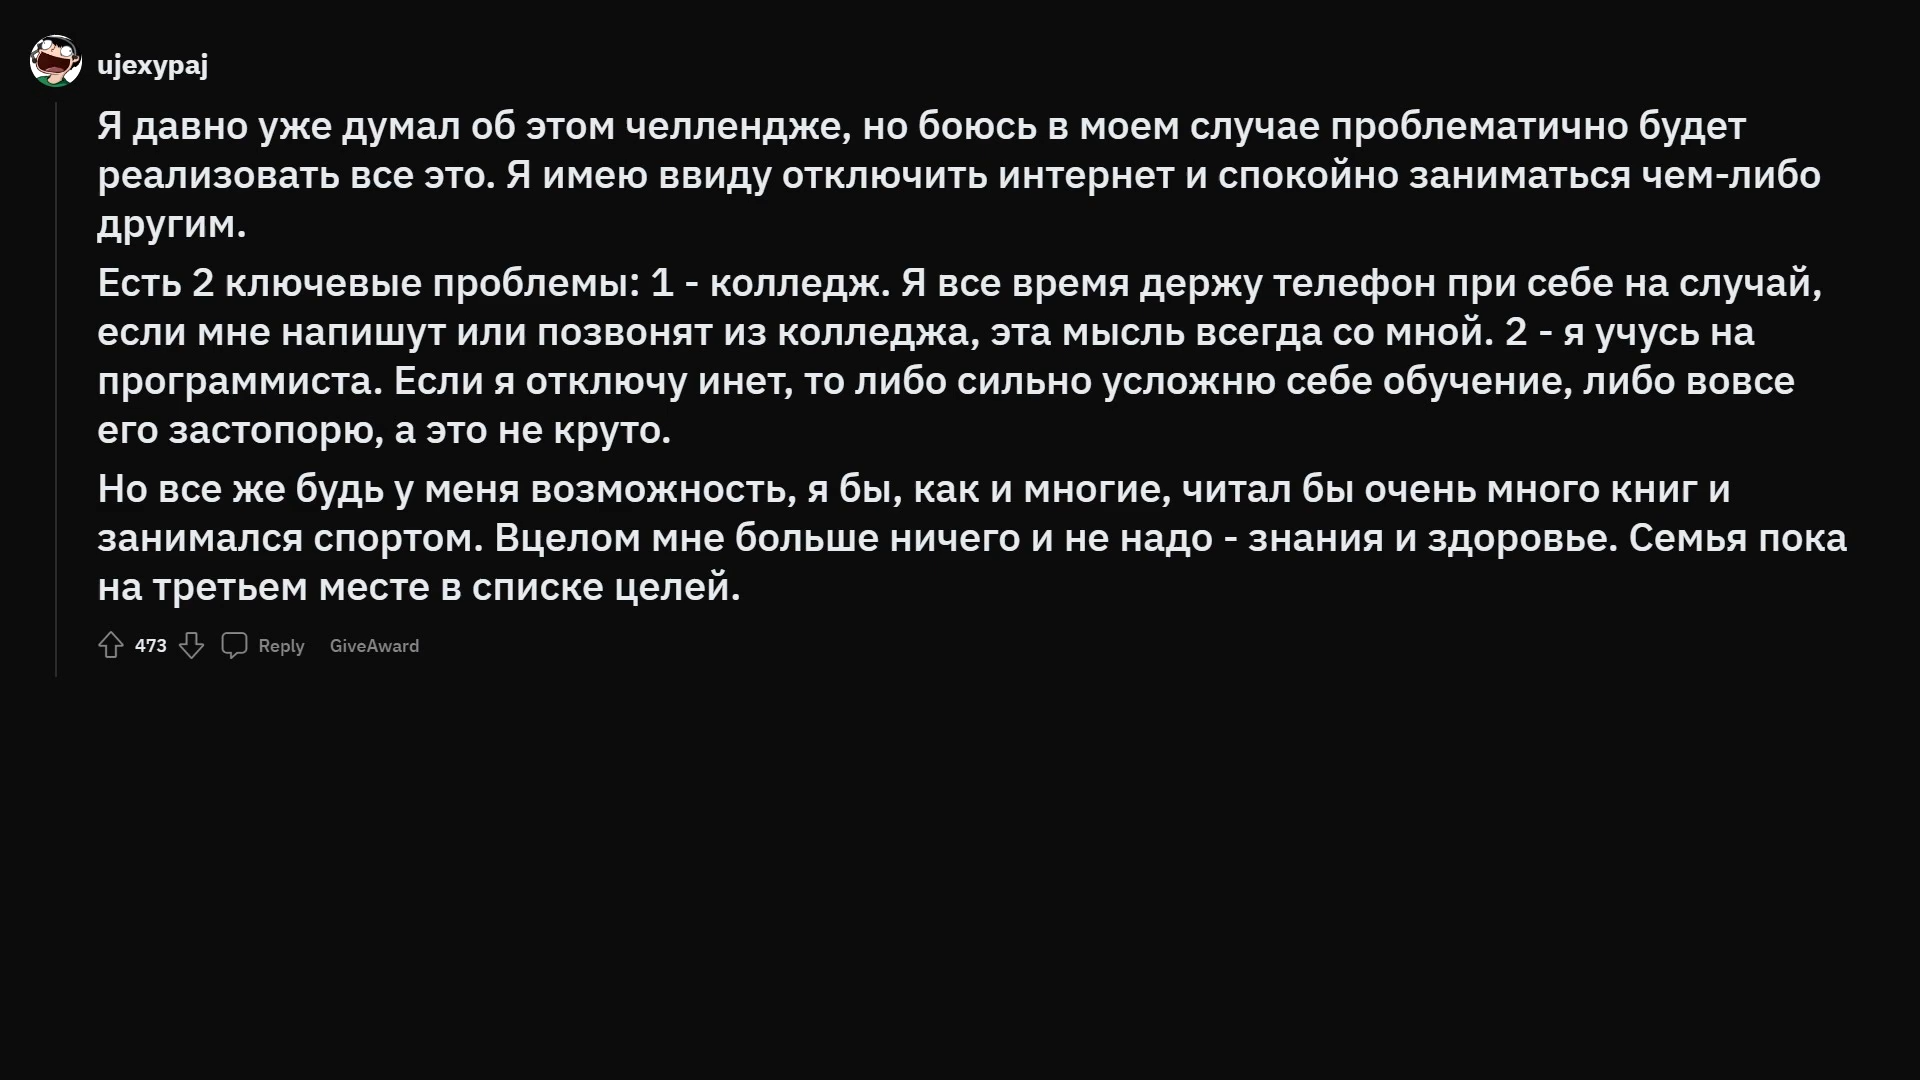 ujexypaj
Я давно уже думал об этом челлендже, но боюсь в моем случае проблематично будет
реализовать все это. Я имею ввиду отключить интернет и спокойно заниматься чем-либо
другим.
Есть 2 ключевые проблемы: 1 - колледж. Я все время держу телефон при себе на случай,
если мне напишут или позвонят из колледжа, эта мысль всегда со мной. 2 - я учусь на
программиста. Если я отключу инет, то либо сильно усложню себе обучение, либо вовсе
его застопорю, а это не круто.
Но все же будь у меня возможность, я бы, как и многие, читал бы очень много книг и
занимался спортом. Вцелом мне больше ничего и не надо - знания и здоровье. Семья пока
на третьем месте в списке целей.
473 Reply GiveAward